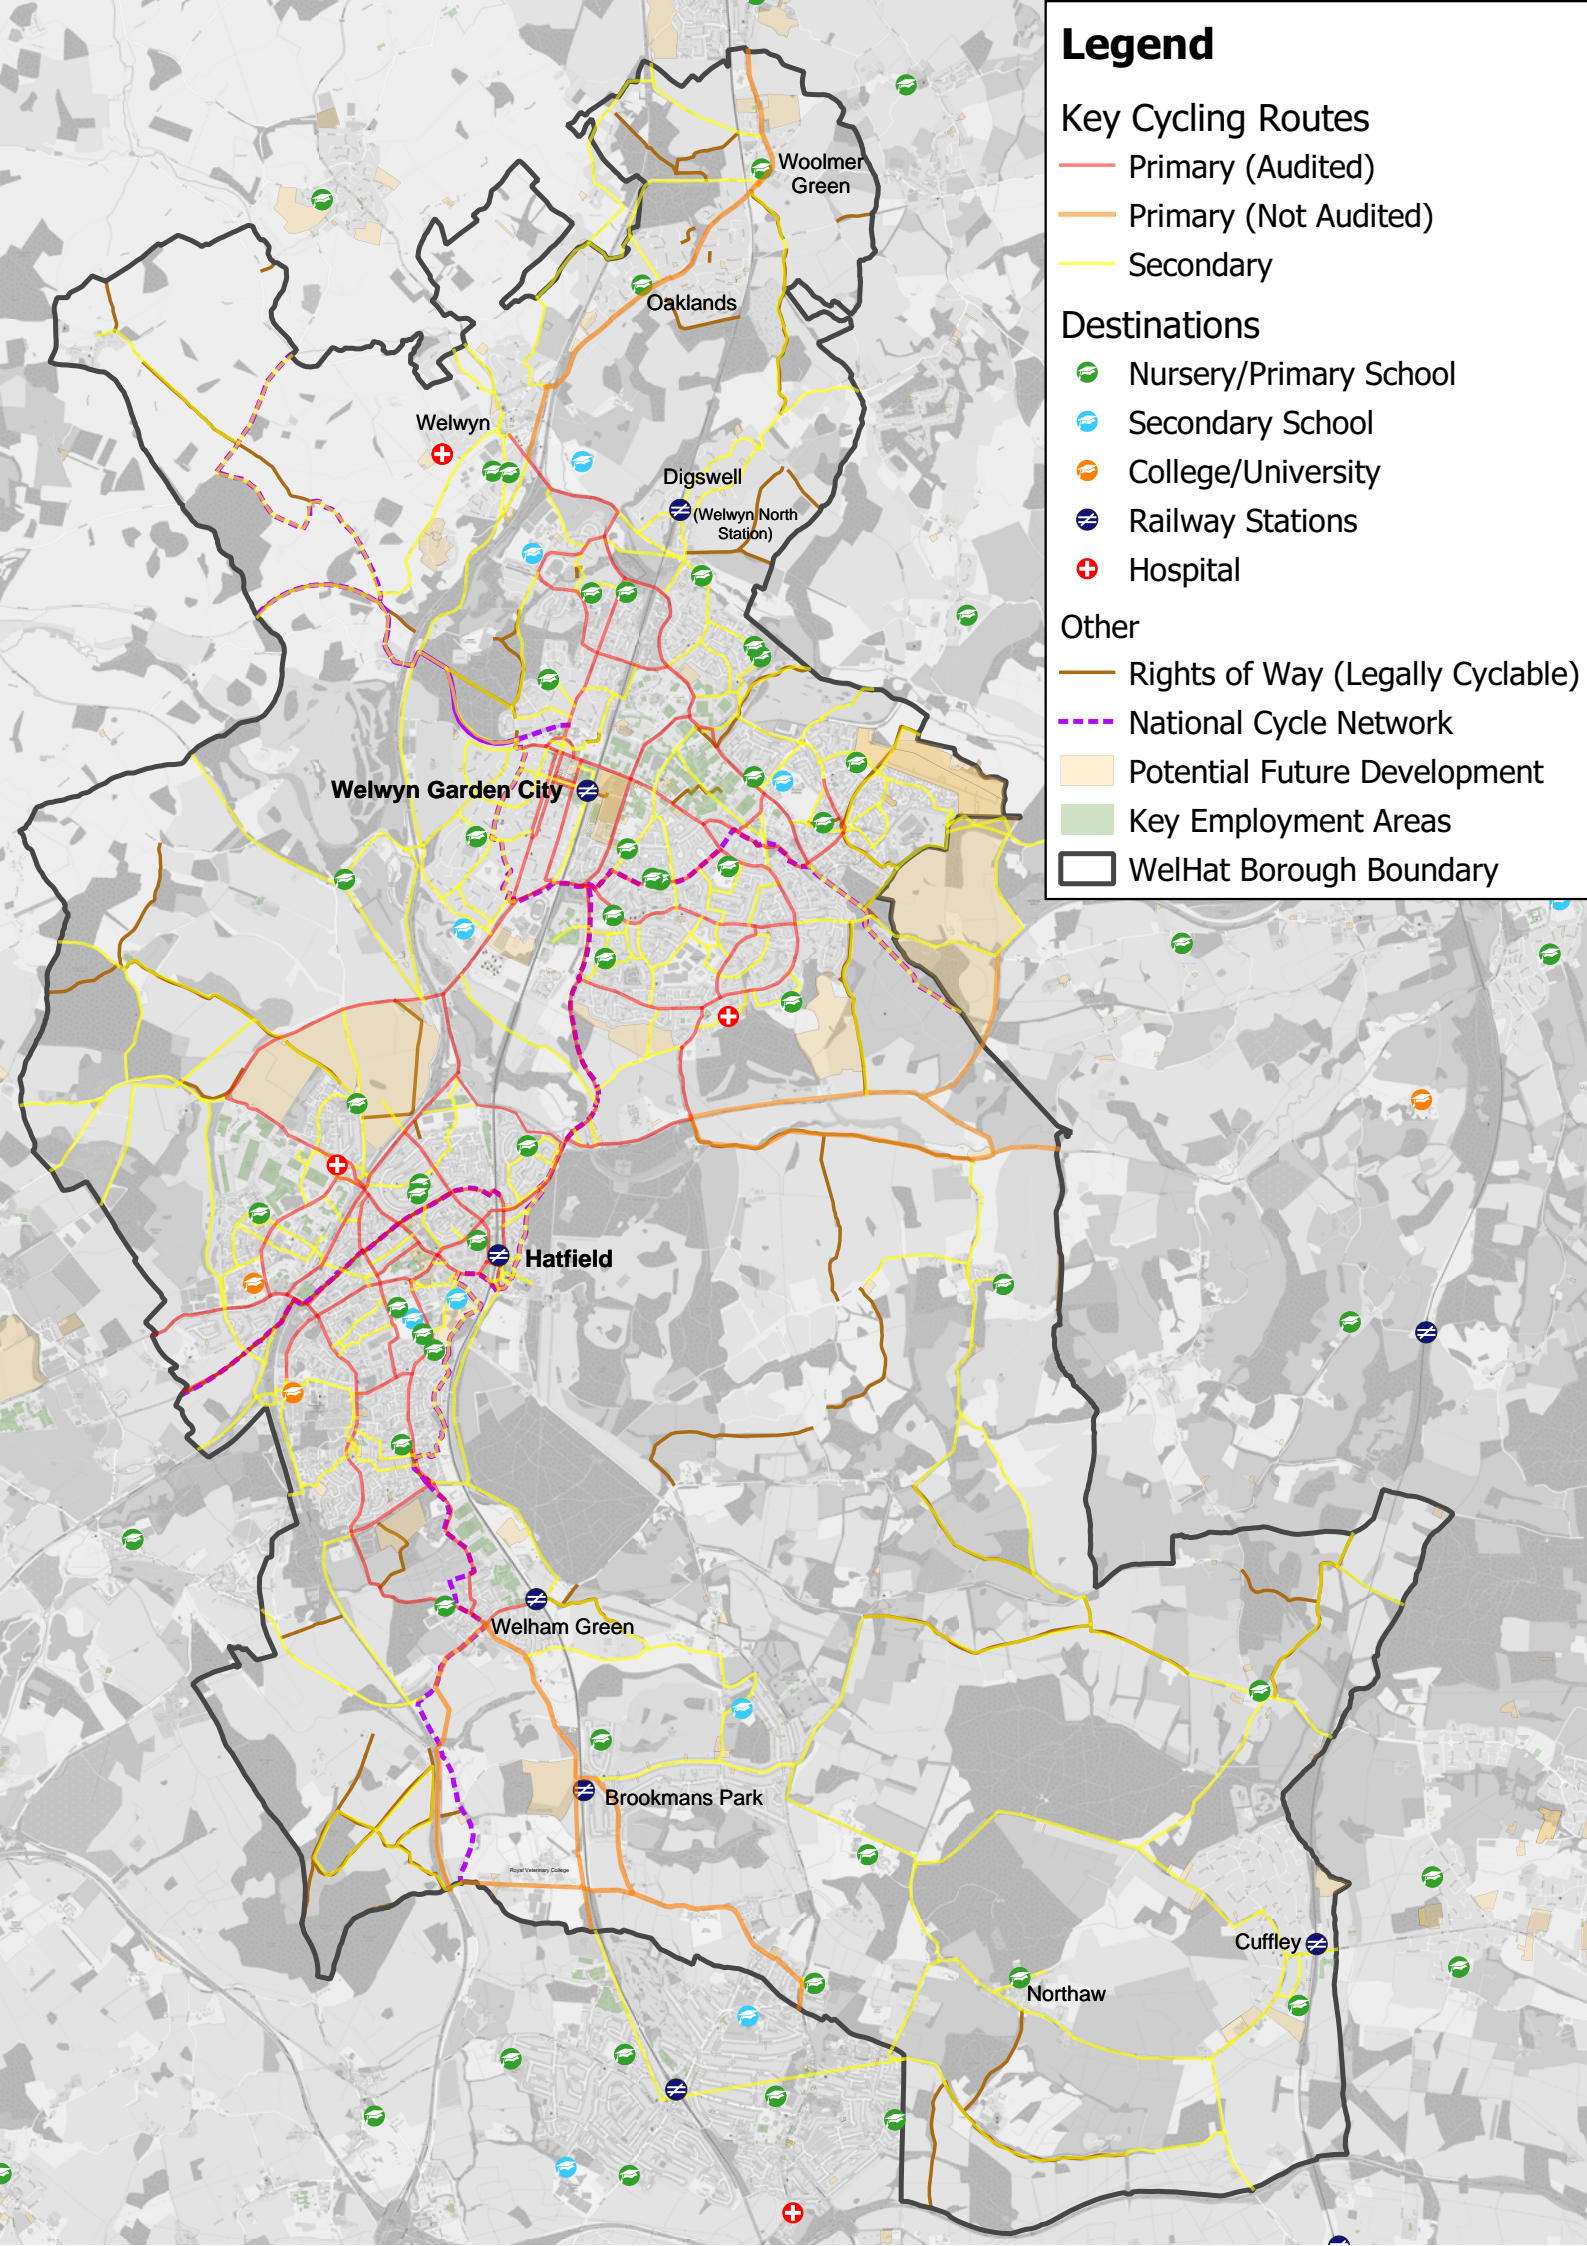 Legend
Key Cycling Routes
Primary (Audited)
Primary (Not Audited)
Secondary
Destinations
Nursery/Primary School
Secondary School
College/University
Railway Stations
Hospital
Other
Rights of Way (Legally Cyclable)
National Cycle Network
Potential Future Development
Key Employment Areas
WelHat Borough Boundary
Woolmer
Green
Oaklands
Welwyn
Digswell
(Welwyn North
Station)
Welwyn Garden City
Hatfield
Welham Green
Brookmans Park
Royal Veterinary College
Cuffley
Northaw